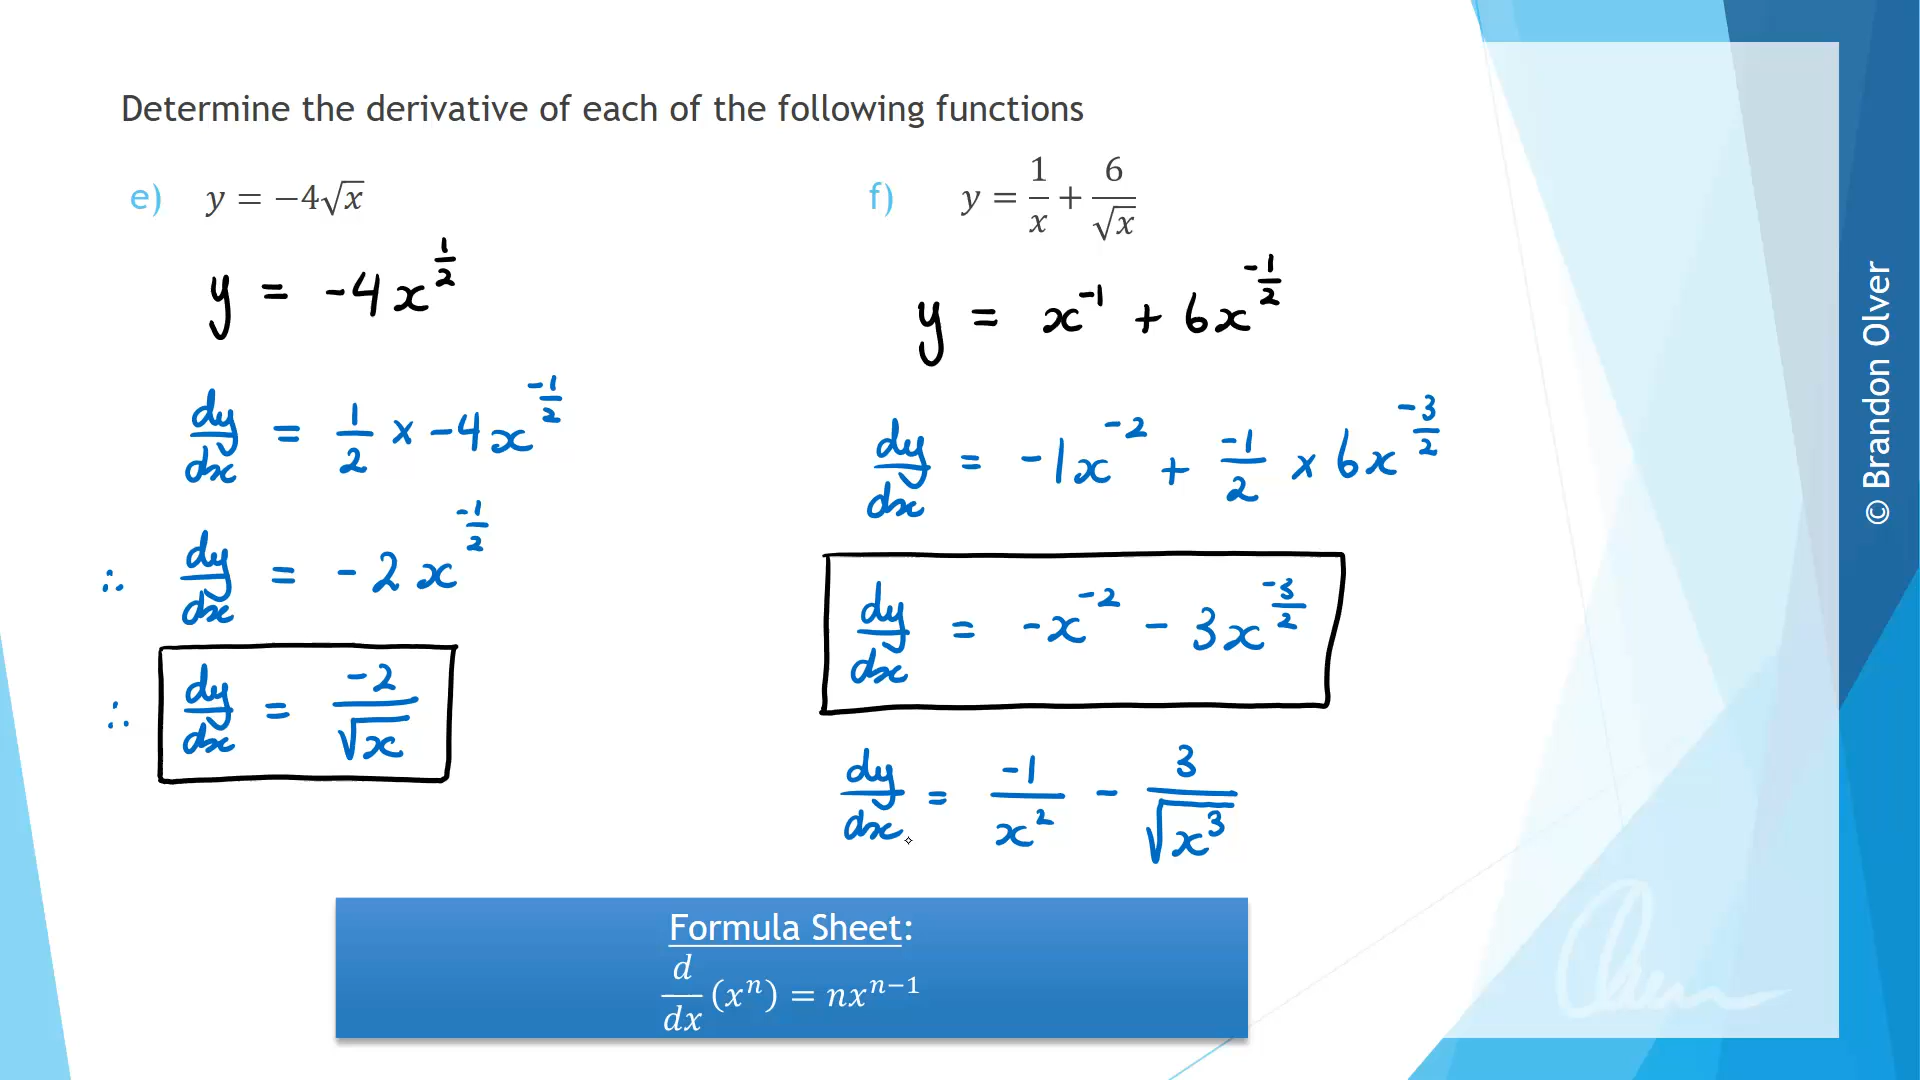 Determine the derivative of each of the following functions
e) y = −4√x
y = -4x^(1/2)
dy/dx = 1/2 × -4x^(-1/2)
∴ dy/dx = -2x^(-1/2)
∴ dy/dx = -2/√x
f) y = 1/x + 6/√x
y = x^(-1) + 6x^(-1/2)
dy/dx = -1x^(-2) + -1/2 × 6x^(-3/2)
dy/dx = -x^(-2) - 3x^(-3/2)
dy/dx = -1/x² - 3/√(x³)
Formula Sheet:
d/dx (xⁿ) = nxⁿ⁻¹
© Brandon Olver